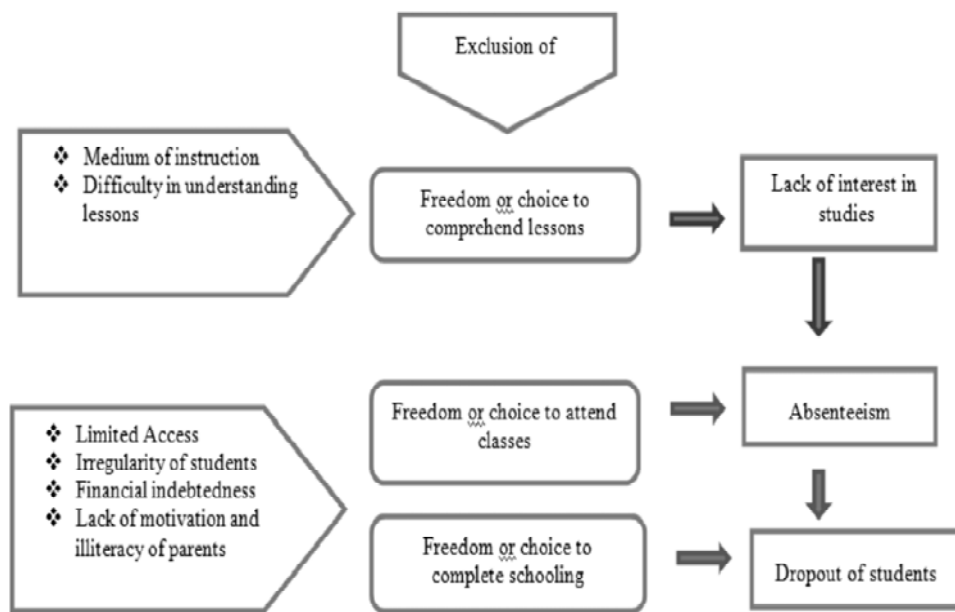 Exclusion of
❖ Medium of instruction
❖ Difficulty in understanding
lessons
Freedom or choice to
comprehend lessons
Lack of interest in
studies
Freedom or choice to attend
classes
Absenteeism
❖ Limited Access
❖ Irregularity of students
❖ Financial indebtedness
❖ Lack of motivation and
illiteracy of parents
Freedom or choice to
complete schooling
Dropout of students